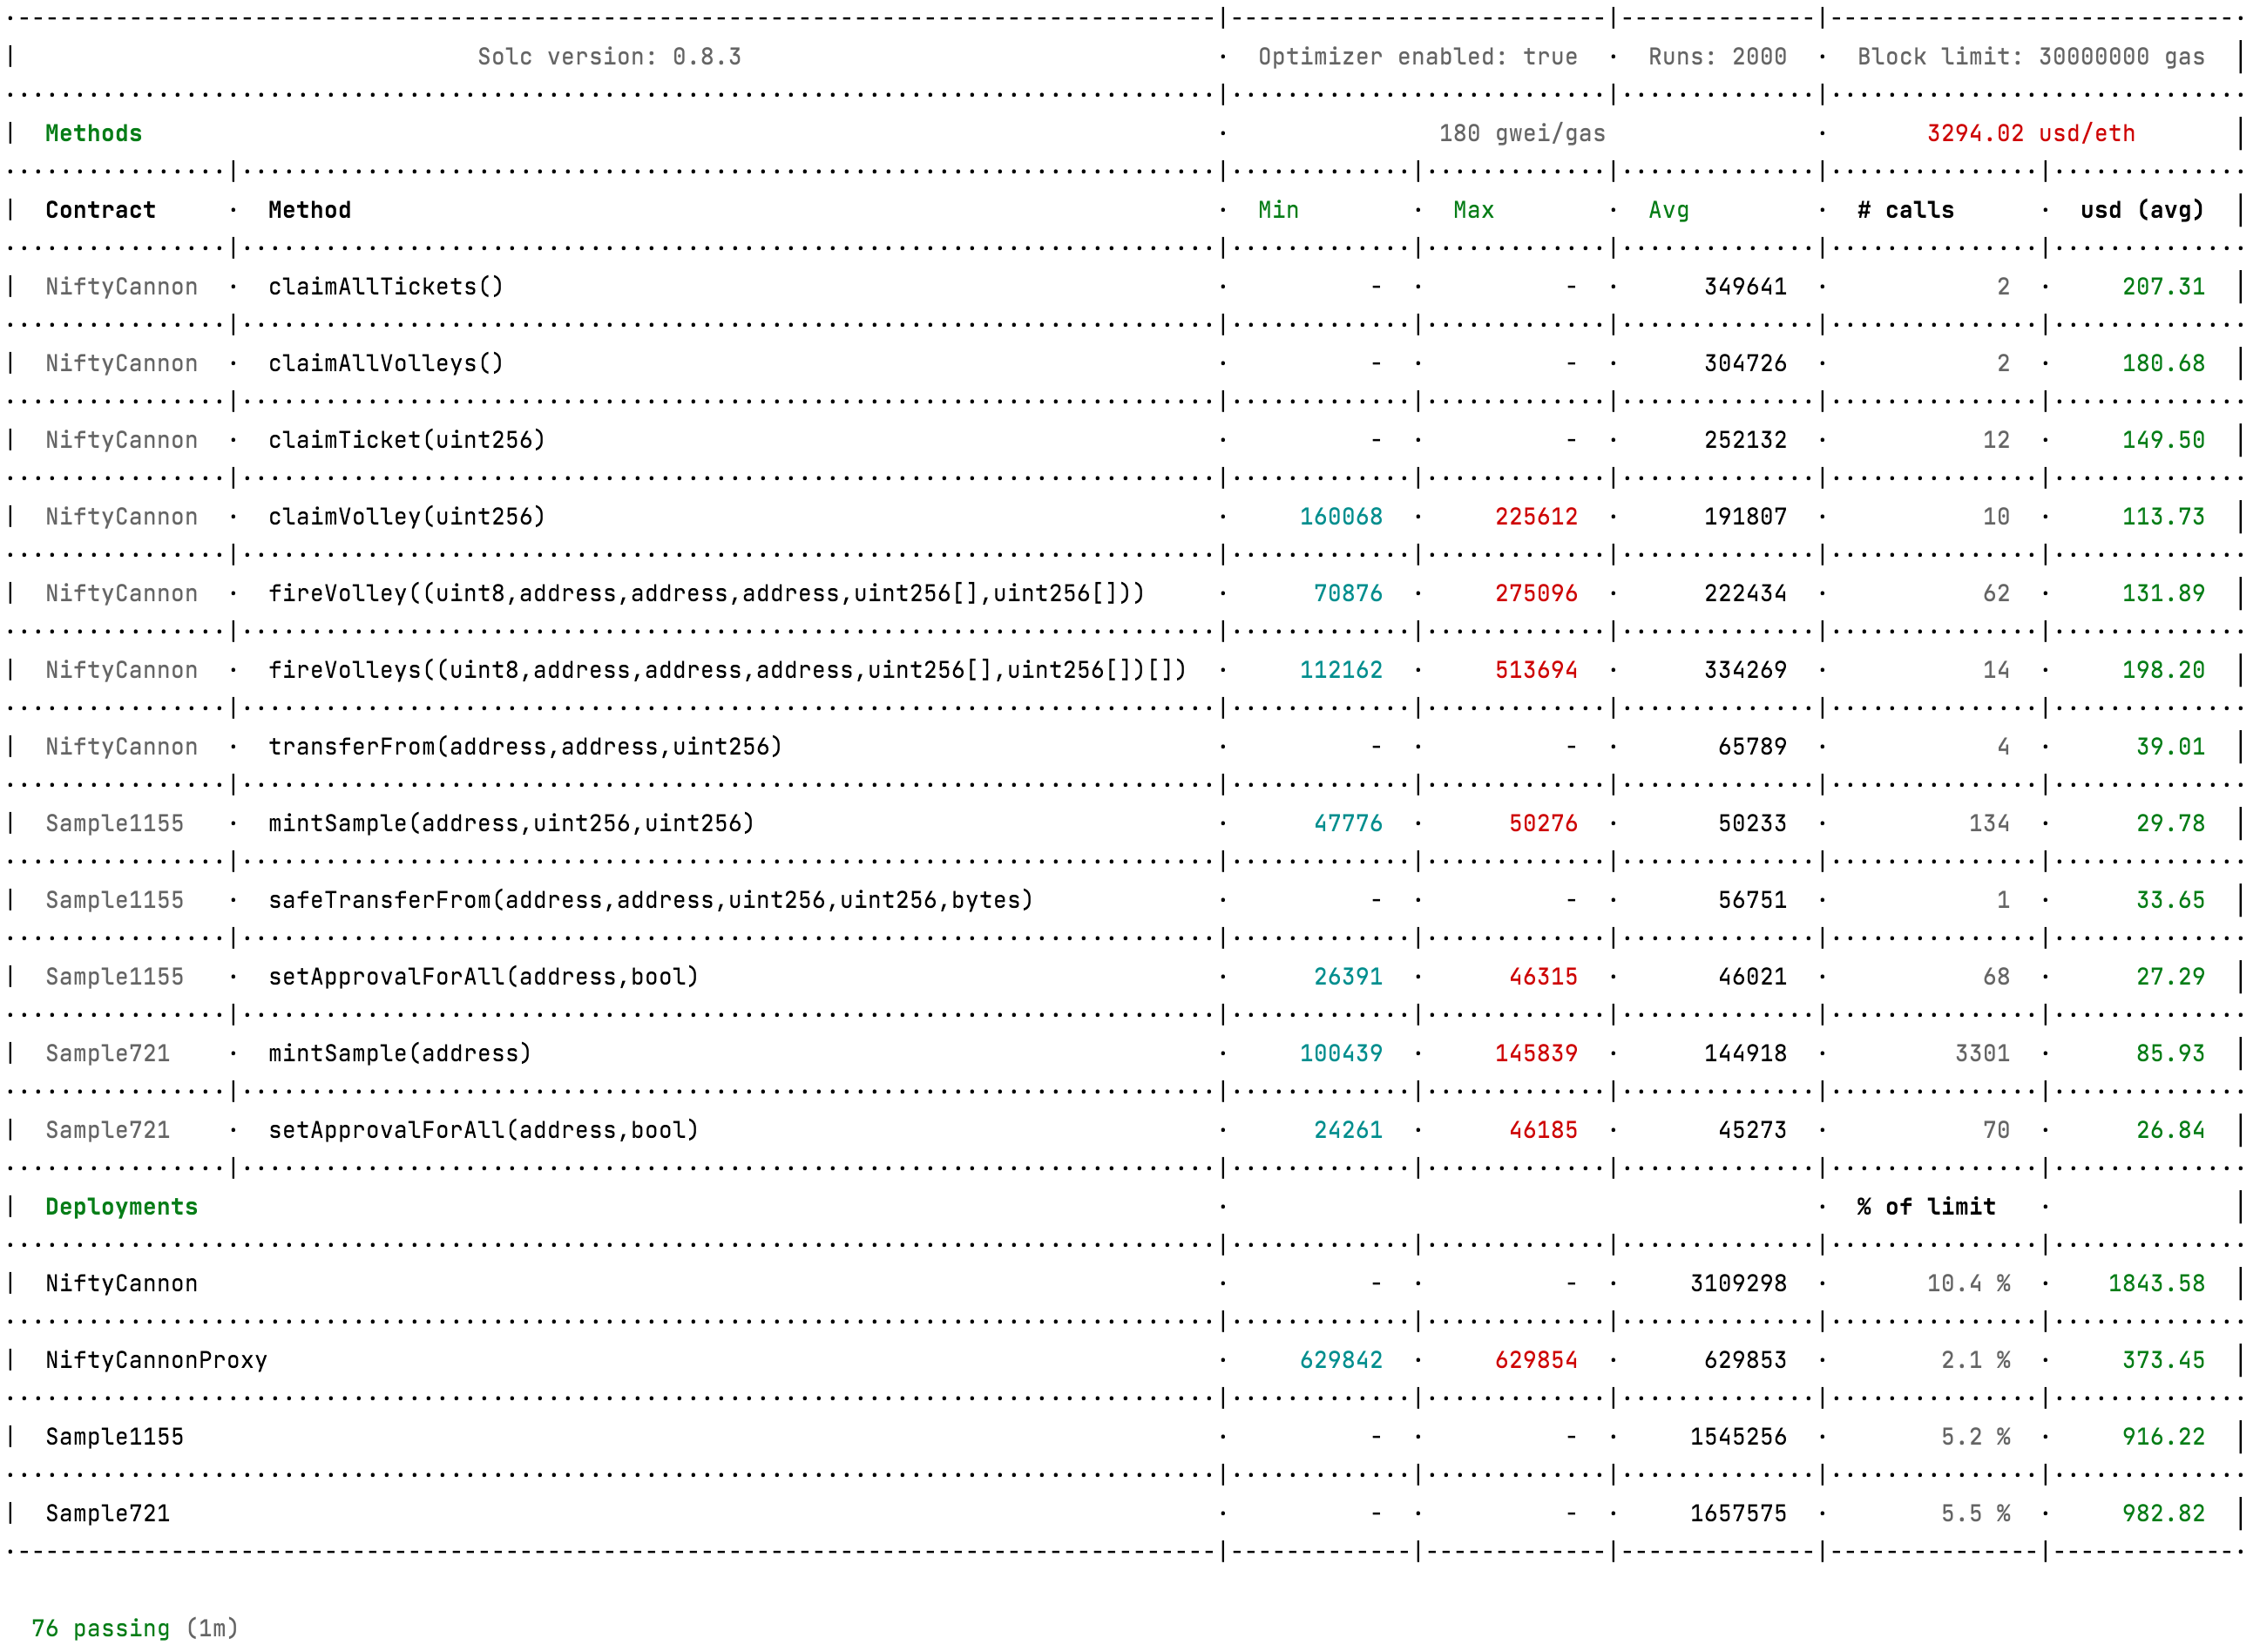 Solc version: 0.8.3 · Optimizer enabled: true · Runs: 2000 · Block limit: 30000000 gas
Methods · 180 gwei/gas · 3294.02 usd/eth
Contract · Method · Min · Max · Avg · # calls · usd (avg)
NiftyCannon · claimAllTickets() · - · - · 349641 · 2 · 207.31
NiftyCannon · claimAllVolleys() · - · - · 304726 · 2 · 180.68
NiftyCannon · claimTicket(uint256) · - · - · 252132 · 12 · 149.50
NiftyCannon · claimVolley(uint256) · 160068 · 225612 · 191807 · 10 · 113.73
NiftyCannon · fireVolley((uint8,address,address,address,uint256[],uint256[])) · 70876 · 275096 · 222434 · 62 · 131.89
NiftyCannon · fireVolleys((uint8,address,address,address,uint256[],uint256[])[]) · 112162 · 513694 · 334269 · 14 · 198.20
NiftyCannon · transferFrom(address,address,uint256) · - · - · 65789 · 4 · 39.01
Sample1155 · mintSample(address,uint256,uint256) · 47776 · 50276 · 50233 · 134 · 29.78
Sample1155 · safeTransferFrom(address,address,uint256,uint256,bytes) · - · - · 56751 · 1 · 33.65
Sample1155 · setApprovalForAll(address,bool) · 26391 · 46315 · 46021 · 68 · 27.29
Sample721 · mintSample(address) · 100439 · 145839 · 144918 · 3301 · 85.93
Sample721 · setApprovalForAll(address,bool) · 24261 · 46185 · 45273 · 70 · 26.84
Deployments · · % of limit ·
NiftyCannon · - · - · 3109298 · 10.4 % · 1843.58
NiftyCannonProxy · 629842 · 629854 · 629853 · 2.1 % · 373.45
Sample1155 · - · - · 1545256 · 5.2 % · 916.22
Sample721 · - · - · 1657575 · 5.5 % · 982.82
76 passing (1m)